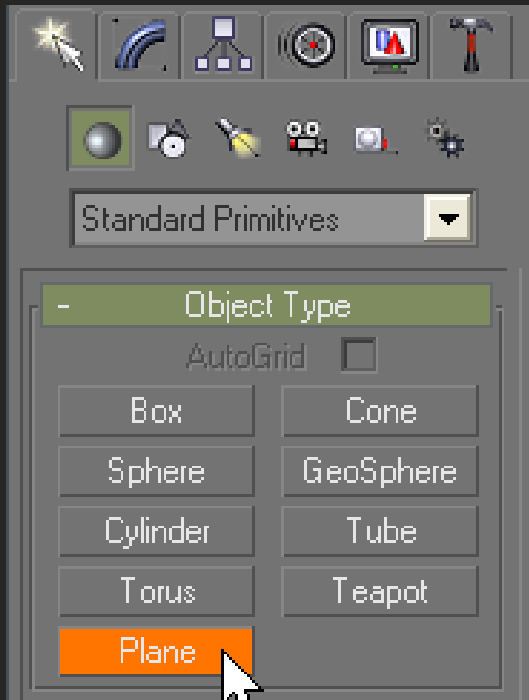 Standard Primitives
- Object Type
AutoGrid
Box Cone
Sphere GeoSphere
Cylinder Tube
Torus Teapot
Plane